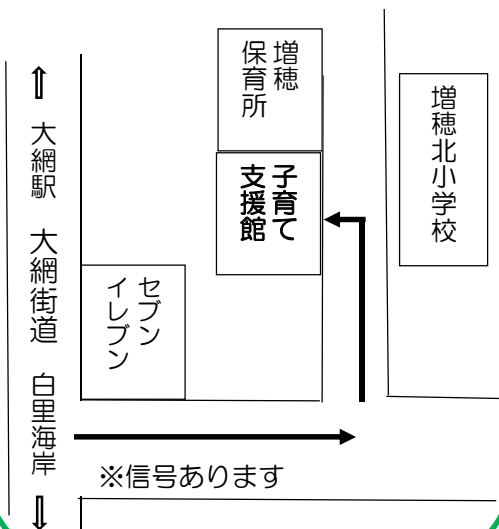 ⇧
大網駅
大網街道
白里海岸
⇩
増穂
保育所
子育て
支援館
増穂北小学校
セブン
イレブン
※信号あります